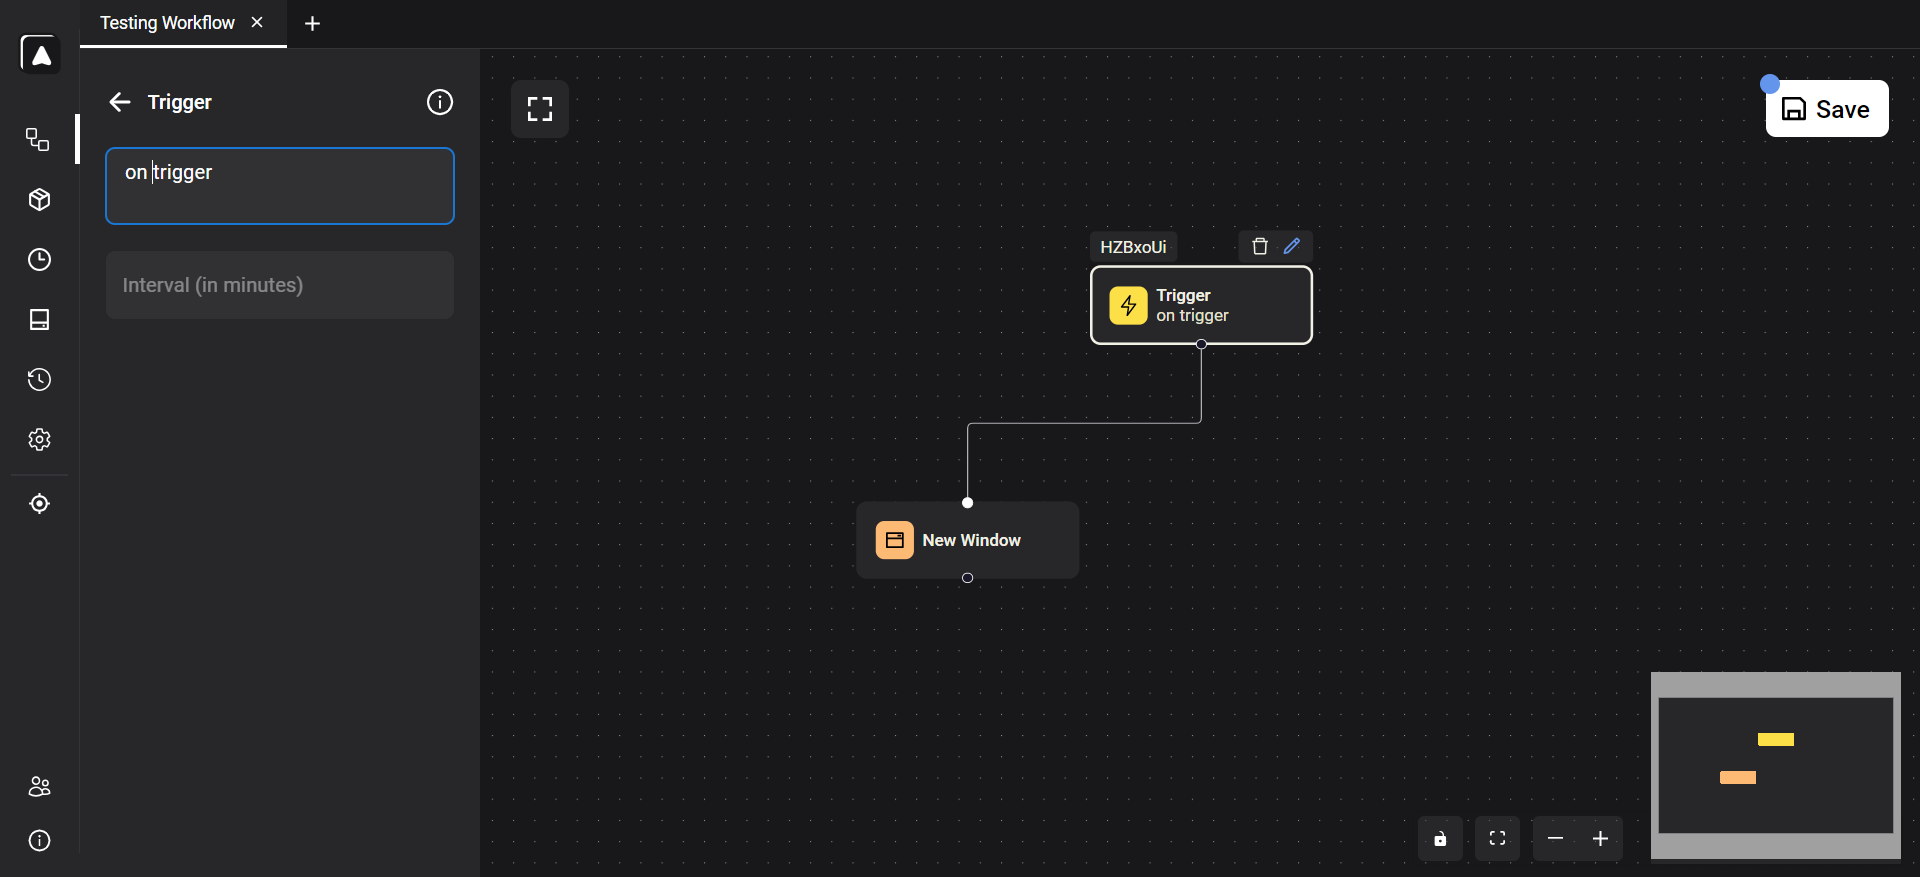 Testing Workflow
Trigger
on trigger
Interval (in minutes)
Save
HZBxoUi
Trigger
on trigger
New Window